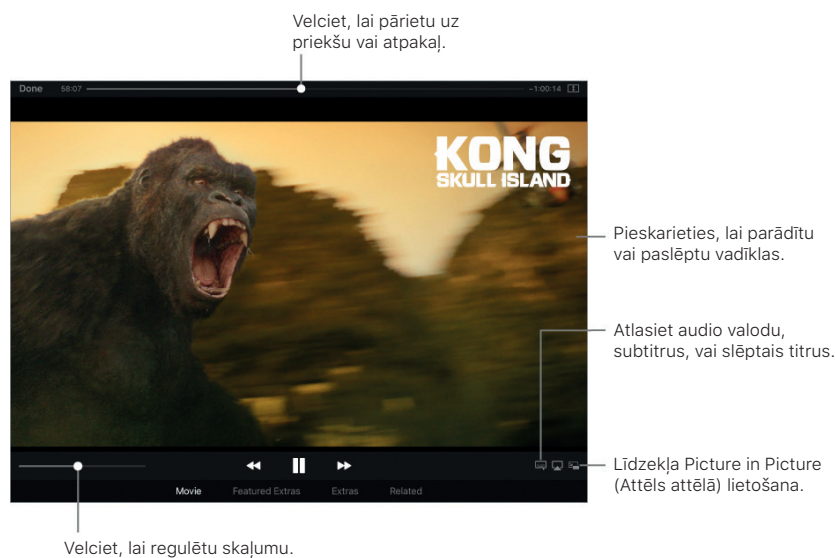 Velciet, lai pārietu uz
priekšu vai atpakaļ.
Done 58:07 -1:00:14
KONG
SKULL ISLAND
Pieskarieties, lai parādītu
vai paslēptu vadīklas.
Atlasiet audio valodu,
subtitrus, vai slēptais titrus.
Līdzekļa Picture in Picture
(Attēls attēlā) lietošana.
Movie Featured Extras Extras Related
Velciet, lai regulētu skaļumu.